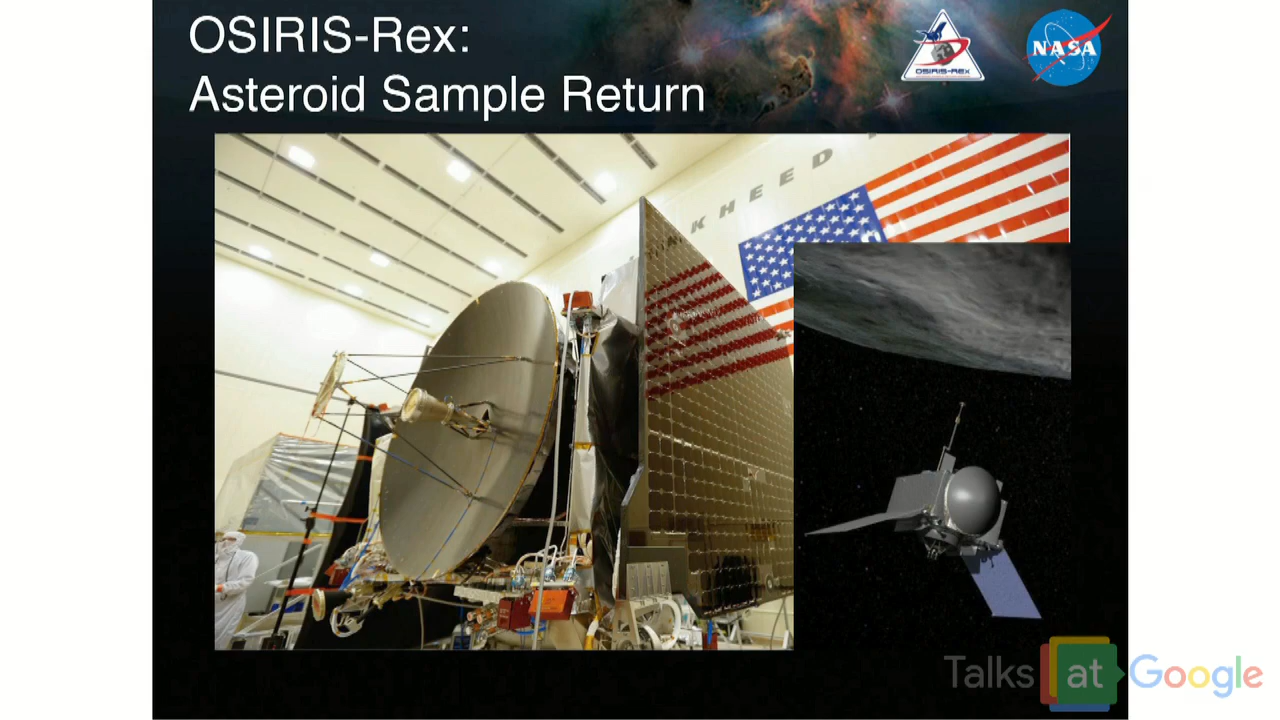 OSIRIS-Rex:
Asteroid Sample Return
OSIRIS-REx
NASA
KHEED
Talks at Google